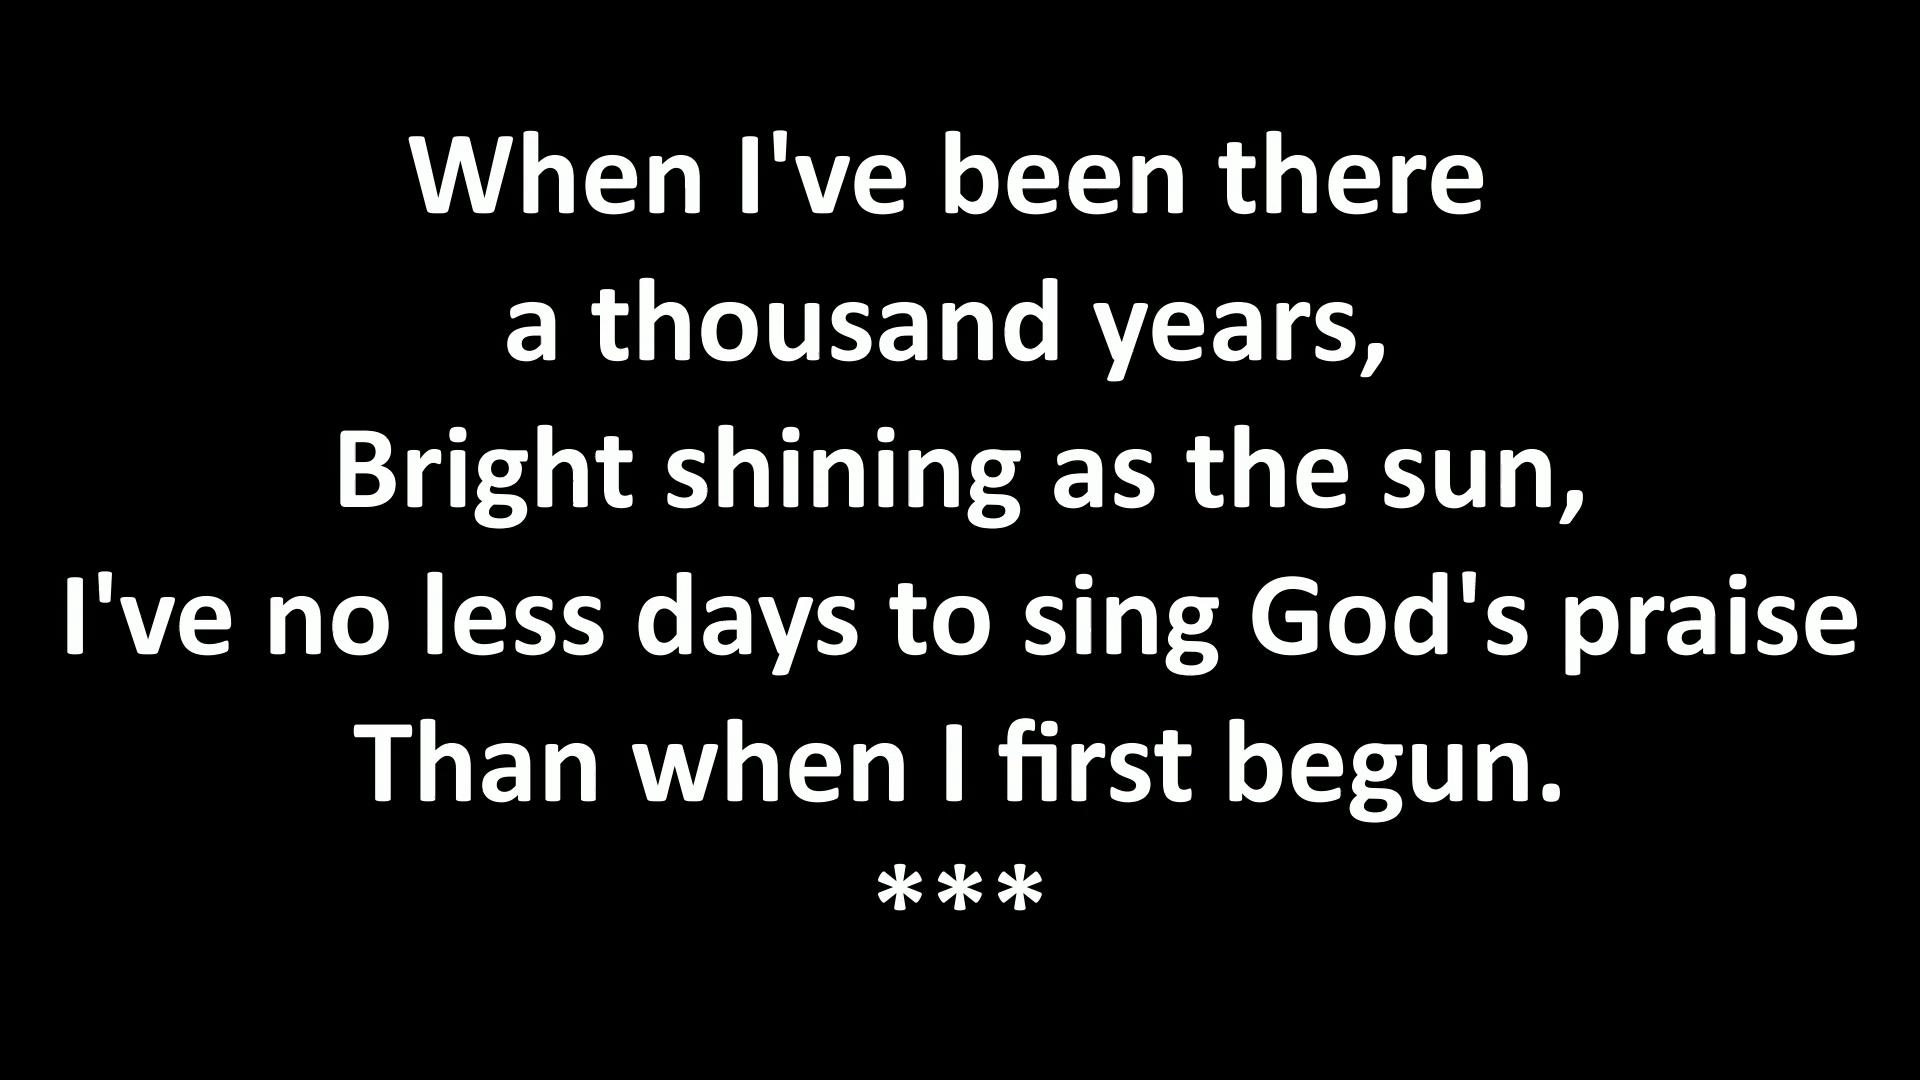 When I've been there
a thousand years,
Bright shining as the sun,
I've no less days to sing God's praise
Than when I first begun.
***